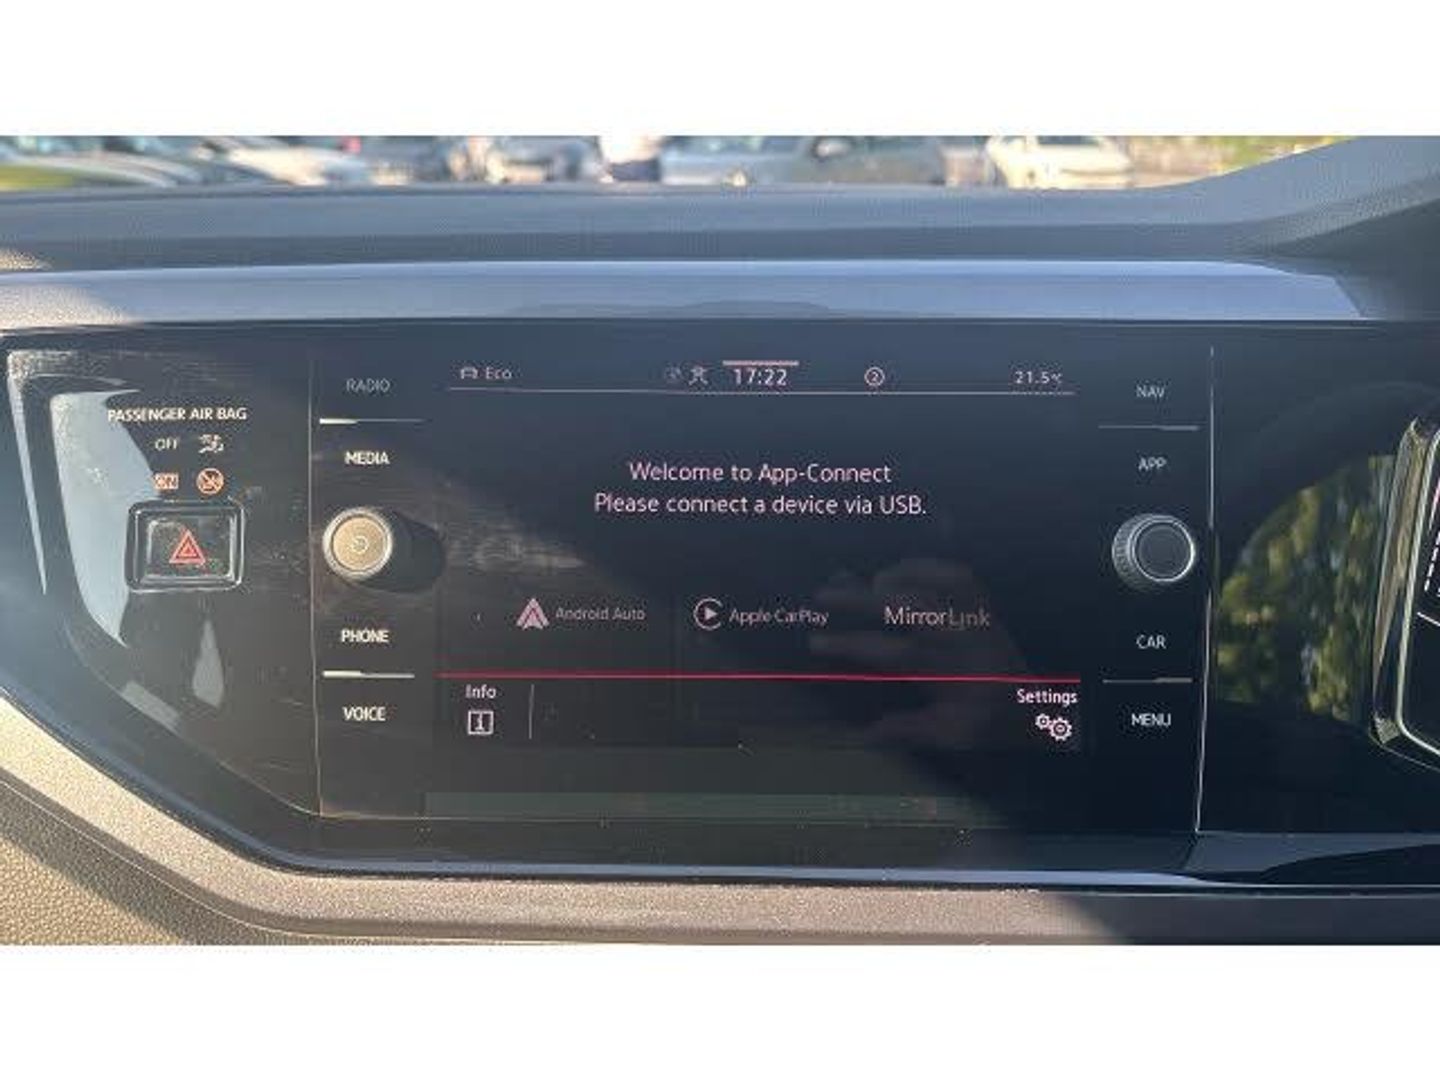 Eco
17:22
2
21.5°C
RADIO
NAV
PASSENGER AIR BAG
OFF
ON
MEDIA
APP
Welcome to App-Connect
Please connect a device via USB.
Android Auto
Apple CarPlay
MirrorLink
PHONE
CAR
Info
Settings
VOICE
MENU